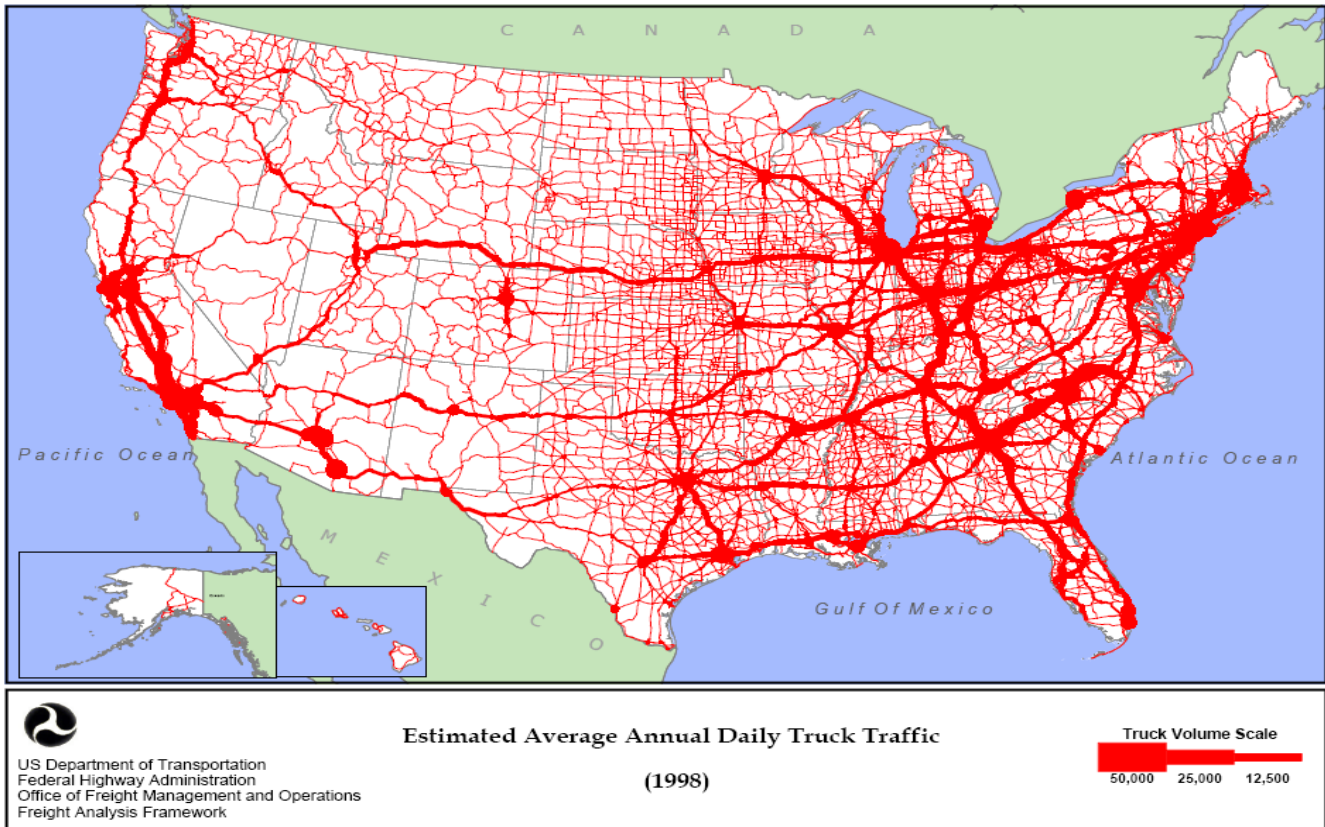 C A N A D A
Pacific Ocean
Atlantic Ocean
M E X I C O
Gulf Of Mexico
Estimated Average Annual Daily Truck Traffic
(1998)
US Department of Transportation
Federal Highway Administration
Office of Freight Management and Operations
Freight Analysis Framework
Truck Volume Scale
50,000 25,000 12,500